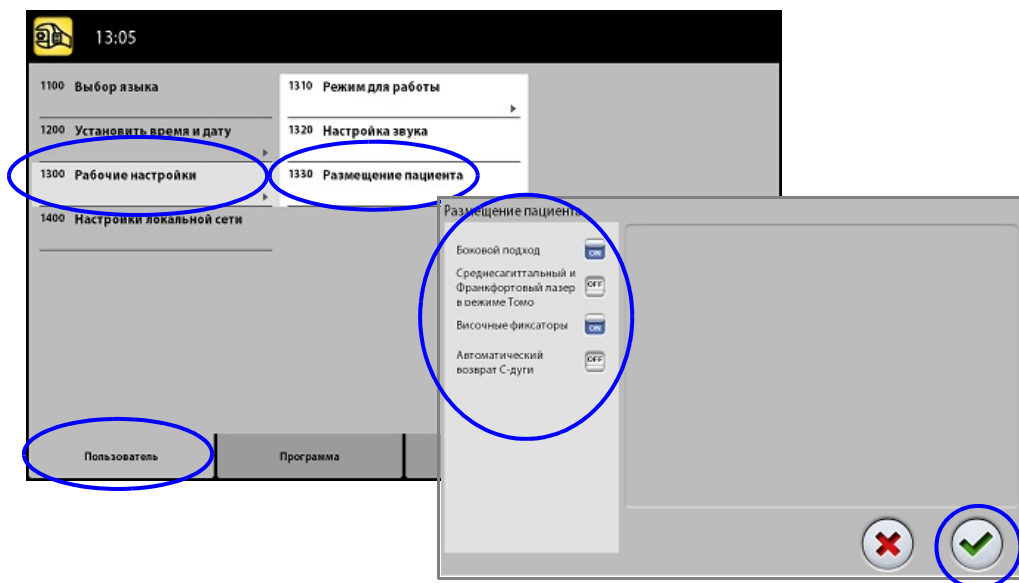 13:05
1100 Выбор языка
1310 Режим для работы
1200 Установить время и дату
1320 Настройка звука
1300 Рабочие настройки
1330 Размещение пациента
1400 Настройки локальной сети
Пользователь
Программа
Размещение пациента
Боковой подход ON
Среднесагиттальный и
Франкфортовый лазер OFF
в режиме Томо
Височные фиксаторы ON
Автоматический OFF
возврат С-дуги